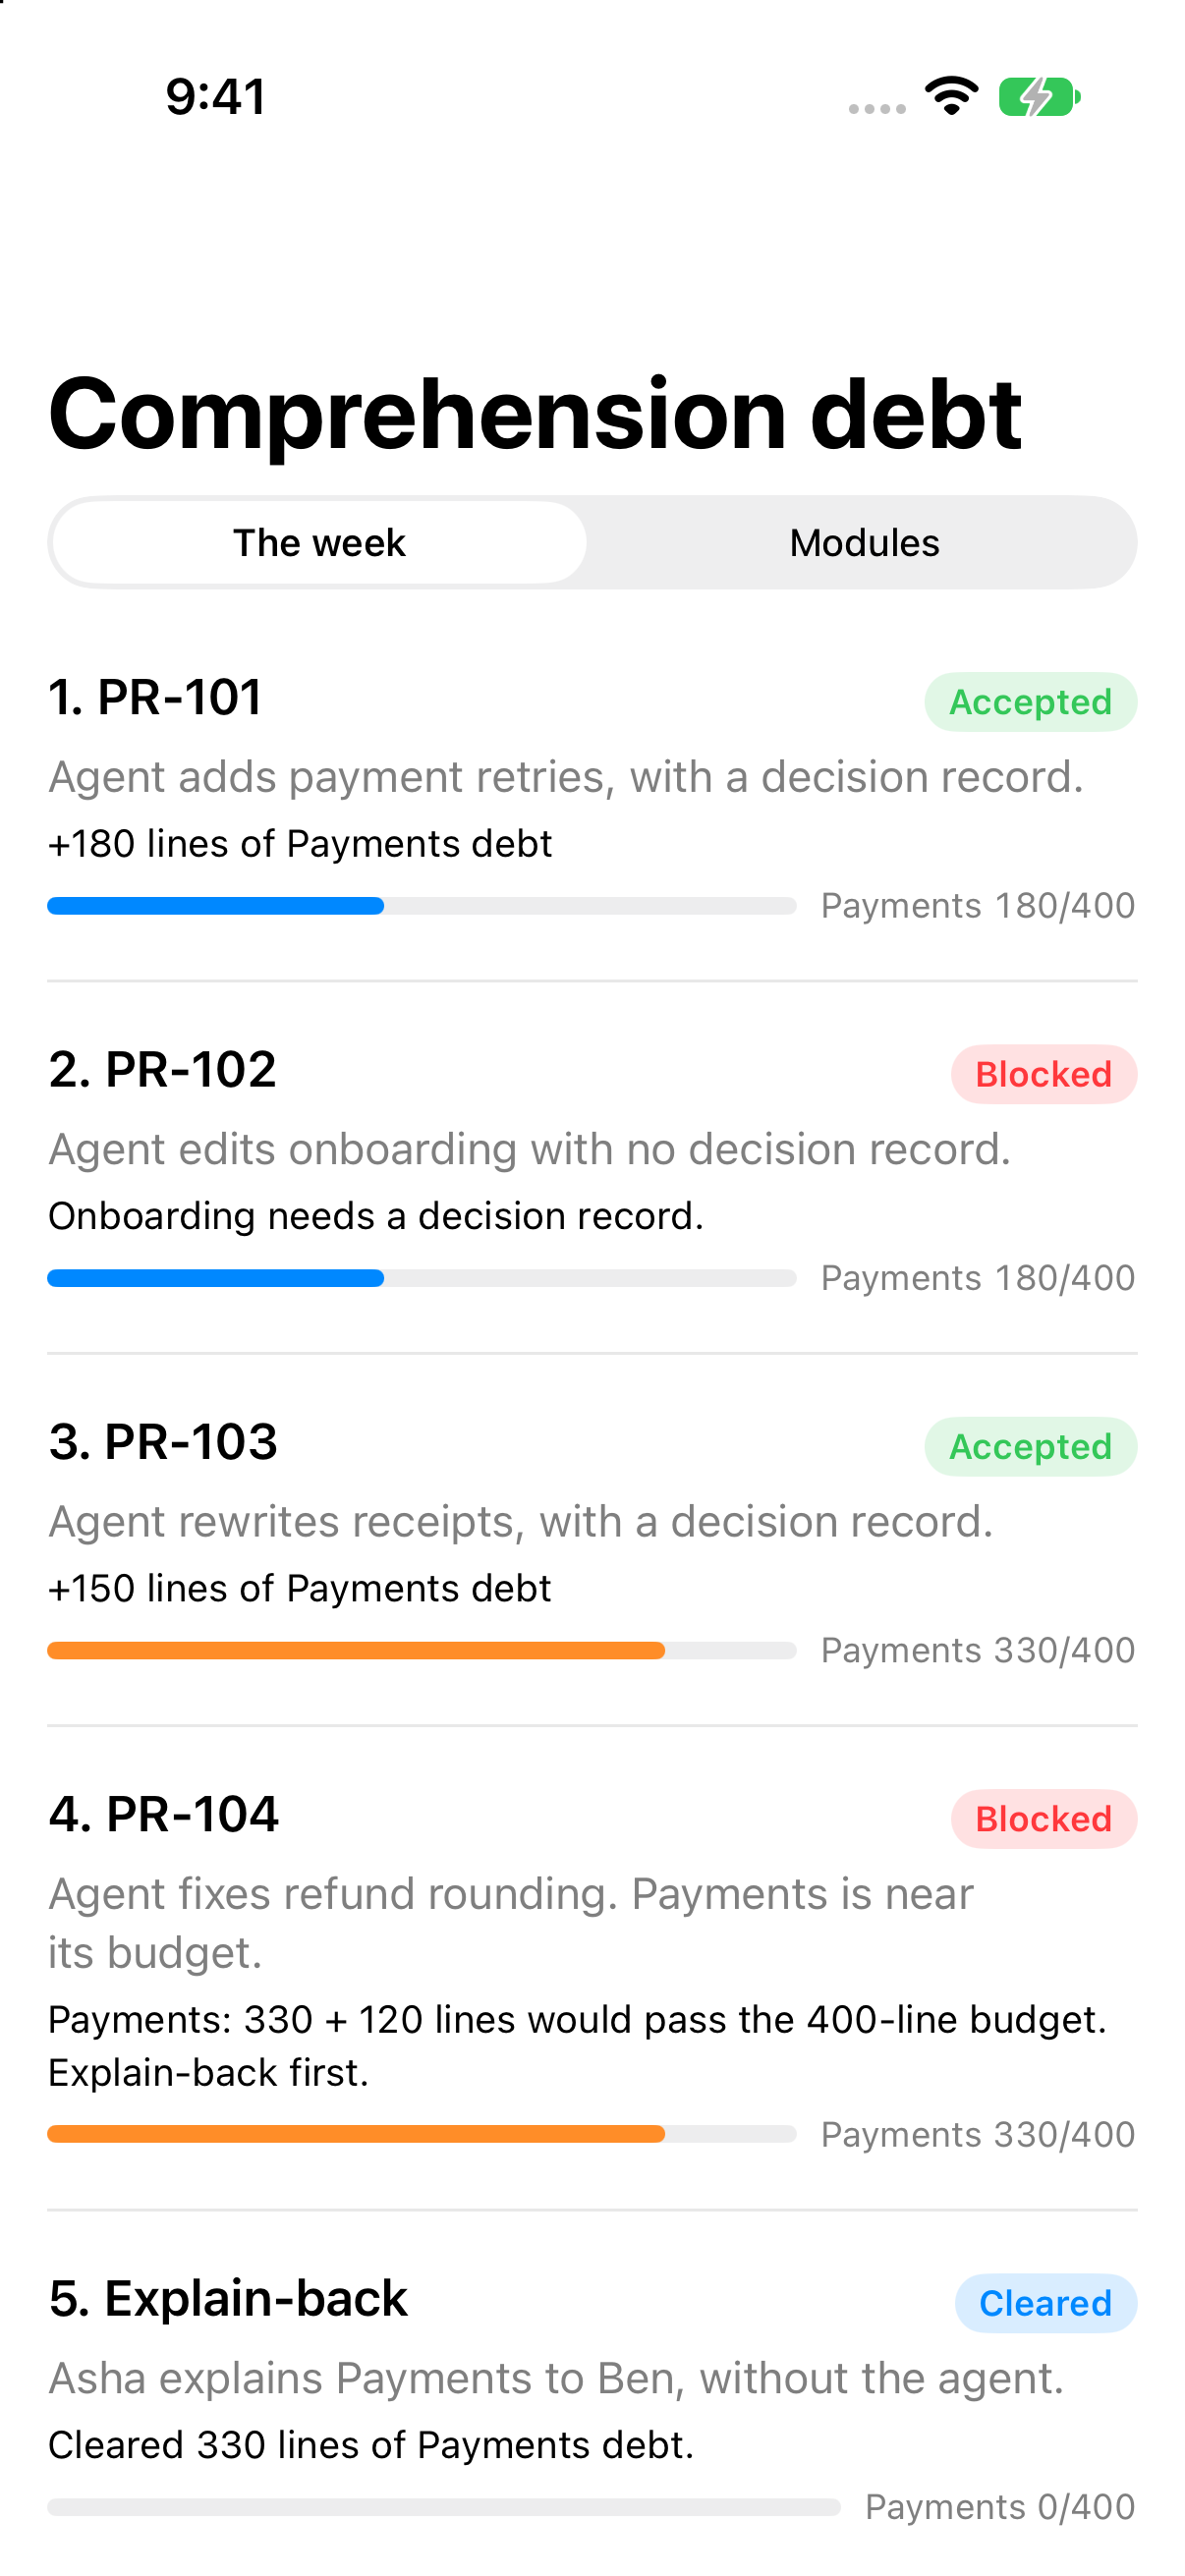 9:41
Comprehension debt
The week
Modules
1. PR-101
Accepted
Agent adds payment retries, with a decision record.
+180 lines of Payments debt
Payments 180/400
2. PR-102
Blocked
Agent edits onboarding with no decision record.
Onboarding needs a decision record.
Payments 180/400
3. PR-103
Accepted
Agent rewrites receipts, with a decision record.
+150 lines of Payments debt
Payments 330/400
4. PR-104
Blocked
Agent fixes refund rounding. Payments is near
its budget.
Payments: 330 + 120 lines would pass the 400-line budget.
Explain-back first.
Payments 330/400
5. Explain-back
Cleared
Asha explains Payments to Ben, without the agent.
Cleared 330 lines of Payments debt.
Payments 0/400